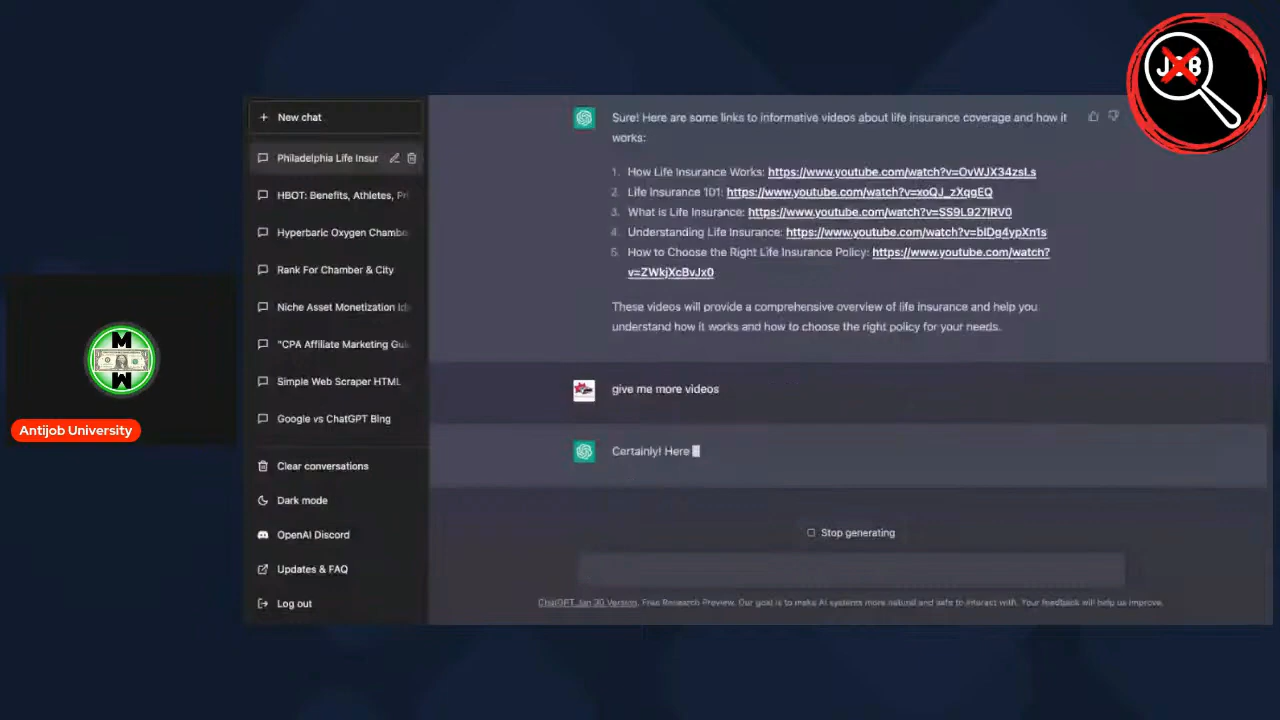 JOB
New chat
Philadelphia Life Insur
HBOT: Benefits, Athletes, Pri
Hyperbaric Oxygen Chambe
Rank For Chamber & City
Niche Asset Monetization Ide
"CPA Affiliate Marketing Guid
Simple Web Scraper HTML
Google vs ChatGPT Blog
Clear conversations
Dark mode
OpenAI Discord
Updates & FAQ
Log out
Sure! Here are some links to informative videos about life insurance coverage and how it
works:
1. How Life Insurance Works: https://www.youtube.com/watch?v=OvWJX34zsLs
2. Life Insurance 101: https://www.youtube.com/watch?v=xoQJ_zXqgEQ
3. What is Life Insurance: https://www.youtube.com/watch?v=SS9L927IRV0
4. Understanding Life Insurance: https://www.youtube.com/watch?v=bIDg4ypXn1s
5. How to Choose the Right Life Insurance Policy: https://www.youtube.com/watch?
v=ZWkjXcBvJx0
These videos will provide a comprehensive overview of life insurance and help you
understand how it works and how to choose the right policy for your needs.
give me more videos
Certainly! Here
Stop generating
ChatGPT Jan 30 Version. Free Research Preview. Our goal is to make AI systems more natural and safe to interact with. Your feedback will help us improve.
M
W
Antijob University